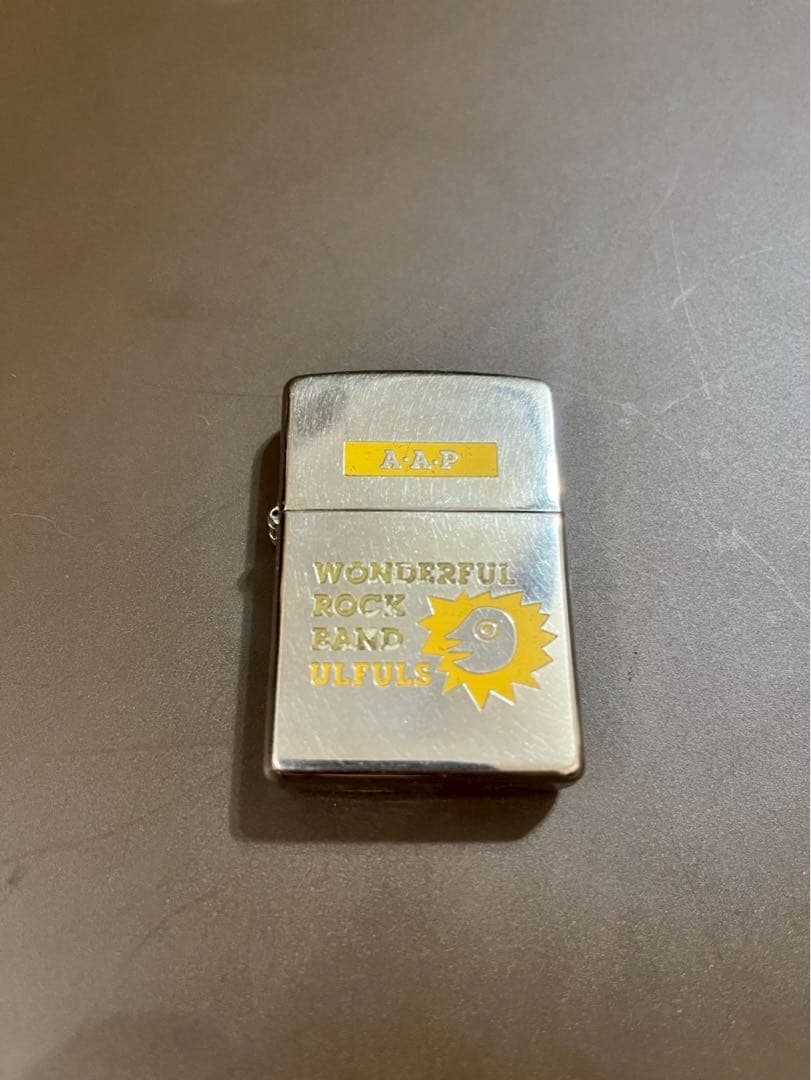 A·A·P
WONDERFUL
ROCK
BAND
ULFULS